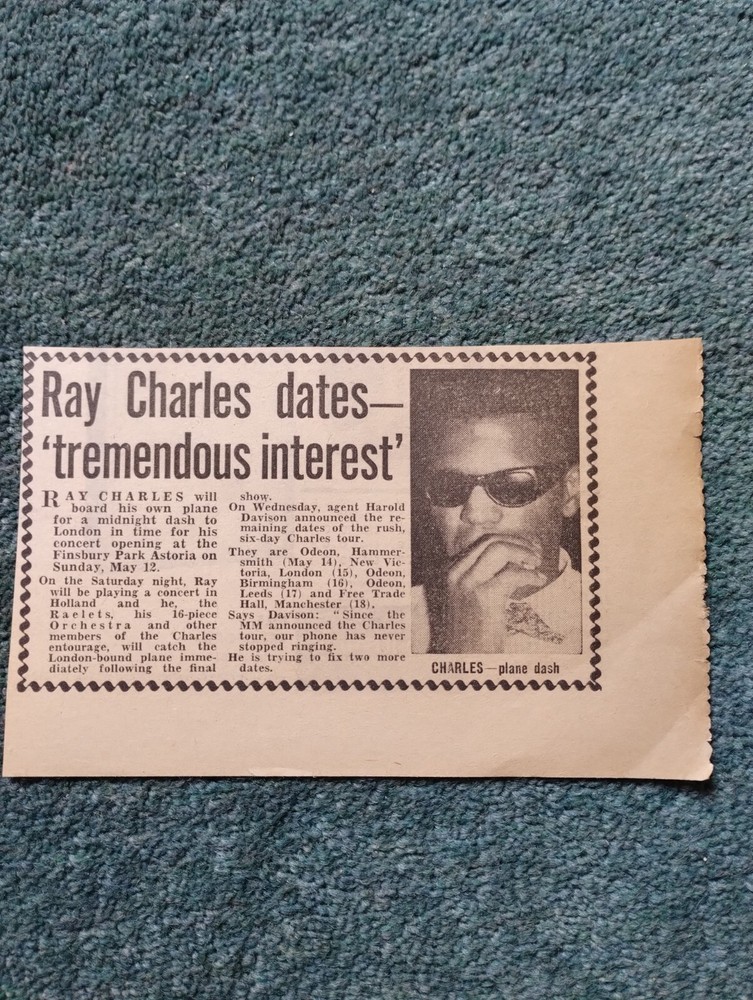 Ray Charles dates—
‘tremendous interest’
RAY CHARLES will
board his own plane
for a midnight dash to
London in time for his
concert opening at the
Finsbury Park Astoria on
Sunday, May 12.
On the Saturday night, Ray
will be playing a concert in
Holland and he, the
Raelets, his 16-piece
Orchestra and other
members of the Charles
entourage, will catch the
London-bound plane imme-
diately following the final
show.
On Wednesday, agent Harold
Davison announced the re-
maining dates of the rush,
six-day Charles tour.
They are Odeon, Hammer-
smith (May 14), New Vic-
toria, London (15), Odeon,
Birmingham (16), Odeon,
Leeds (17) and Free Trade
Hall, Manchester (18).
Says Davison: “Since the
MM announced the Charles
tour, our phone has never
stopped ringing.
He is trying to fix two more
dates.
CHARLES—plane dash